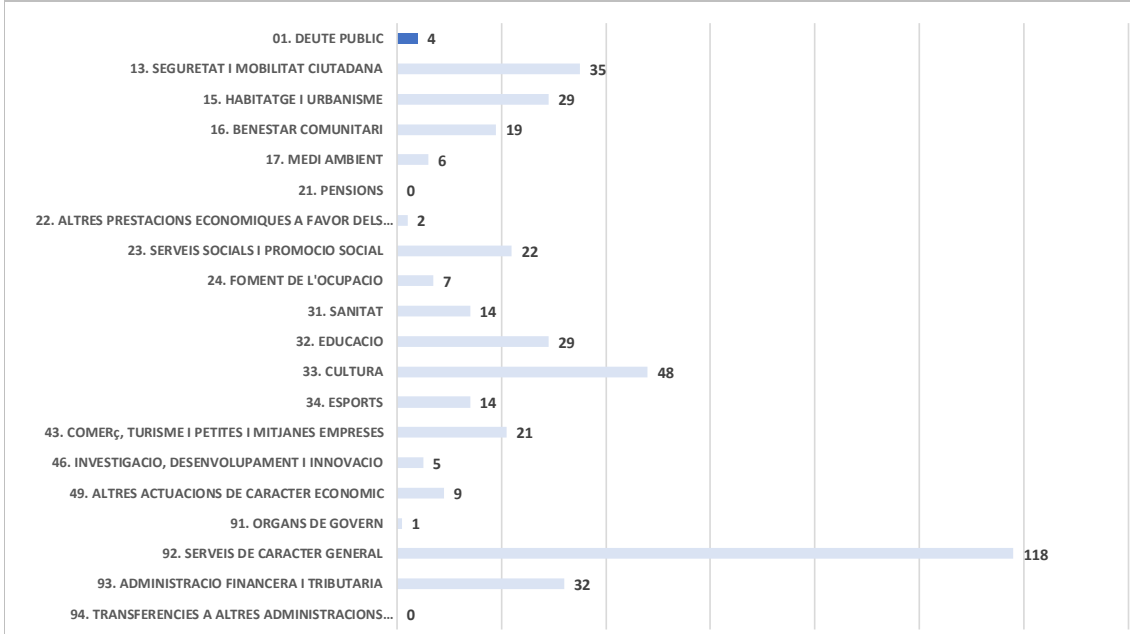 01. DEUTE PUBLIC 4
13. SEGURETAT I MOBILITAT CIUTADANA 35
15. HABITATGE I URBANISME 29
16. BENESTAR COMUNITARI 19
17. MEDI AMBIENT 6
21. PENSIONS 0
22. ALTRES PRESTACIONS ECONOMIQUES A FAVOR DELS… 2
23. SERVEIS SOCIALS I PROMOCIO SOCIAL 22
24. FOMENT DE L'OCUPACIO 7
31. SANITAT 14
32. EDUCACIO 29
33. CULTURA 48
34. ESPORTS 14
43. COMERç, TURISME I PETITES I MITJANES EMPRESES 21
46. INVESTIGACIO, DESENVOLUPAMENT I INNOVACIO 5
49. ALTRES ACTUACIONS DE CARACTER ECONOMIC 9
91. ORGANS DE GOVERN 1
92. SERVEIS DE CARACTER GENERAL 118
93. ADMINISTRACIO FINANCERA I TRIBUTARIA 32
94. TRANSFERENCIES A ALTRES ADMINISTRACIONS… 0